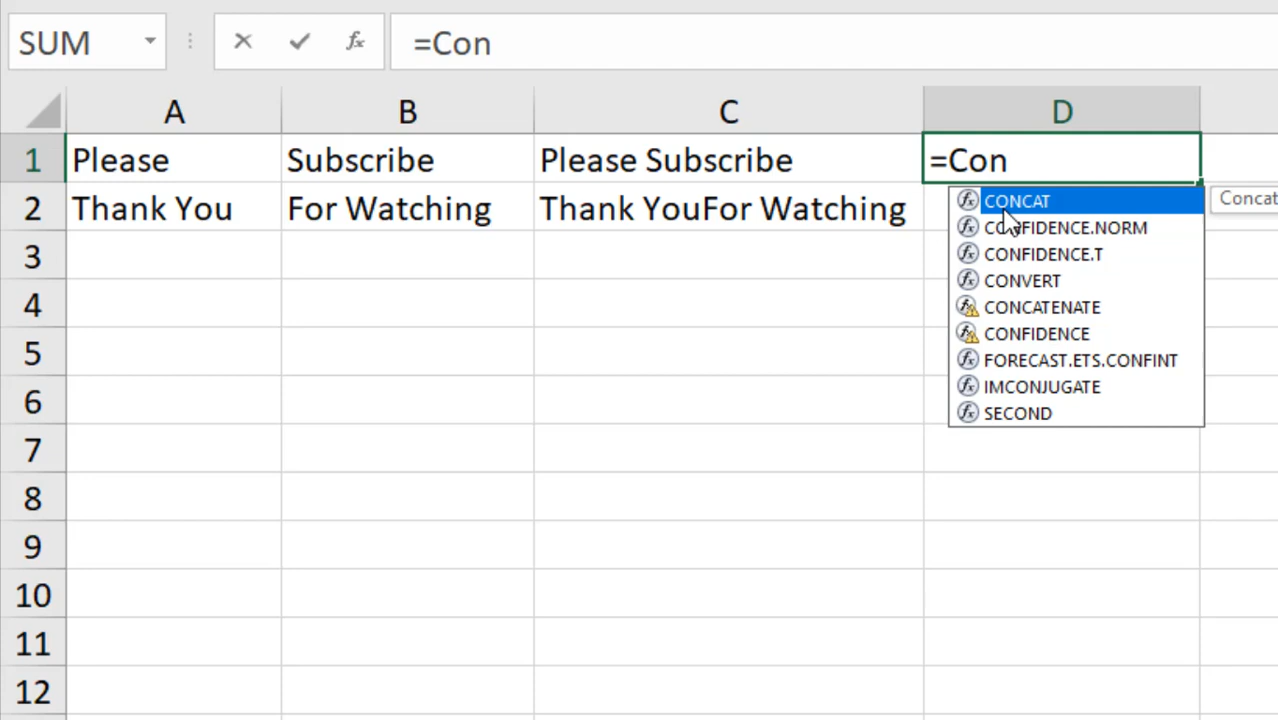 SUM =Con
A B C D
1 Please Subscribe Please Subscribe =Con
2 Thank You For Watching Thank YouFor Watching
CONCAT Concat
CONFIDENCE.NORM
3 CONFIDENCE.T
CONVERT
4 CONCATENATE
CONFIDENCE
5 FORECAST.ETS.CONFINT
IMCONJUGATE
6 SECOND
7
8
9
10
11
12